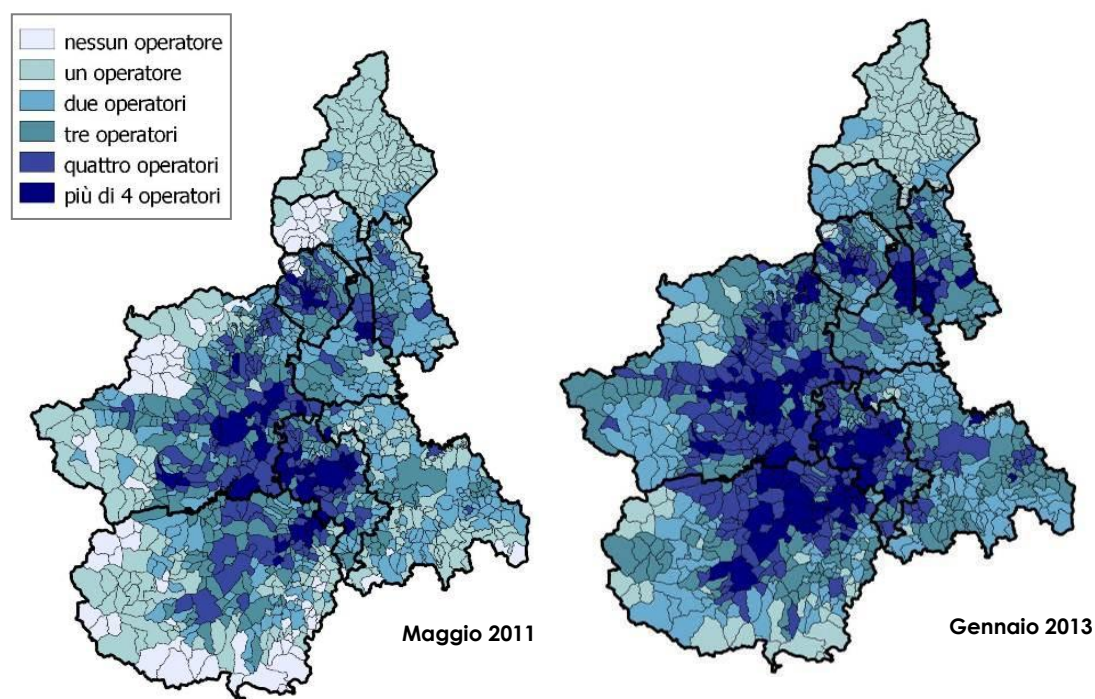 nessun operatore
un operatore
due operatori
tre operatori
quattro operatori
più di 4 operatori
Maggio 2011
Gennaio 2013